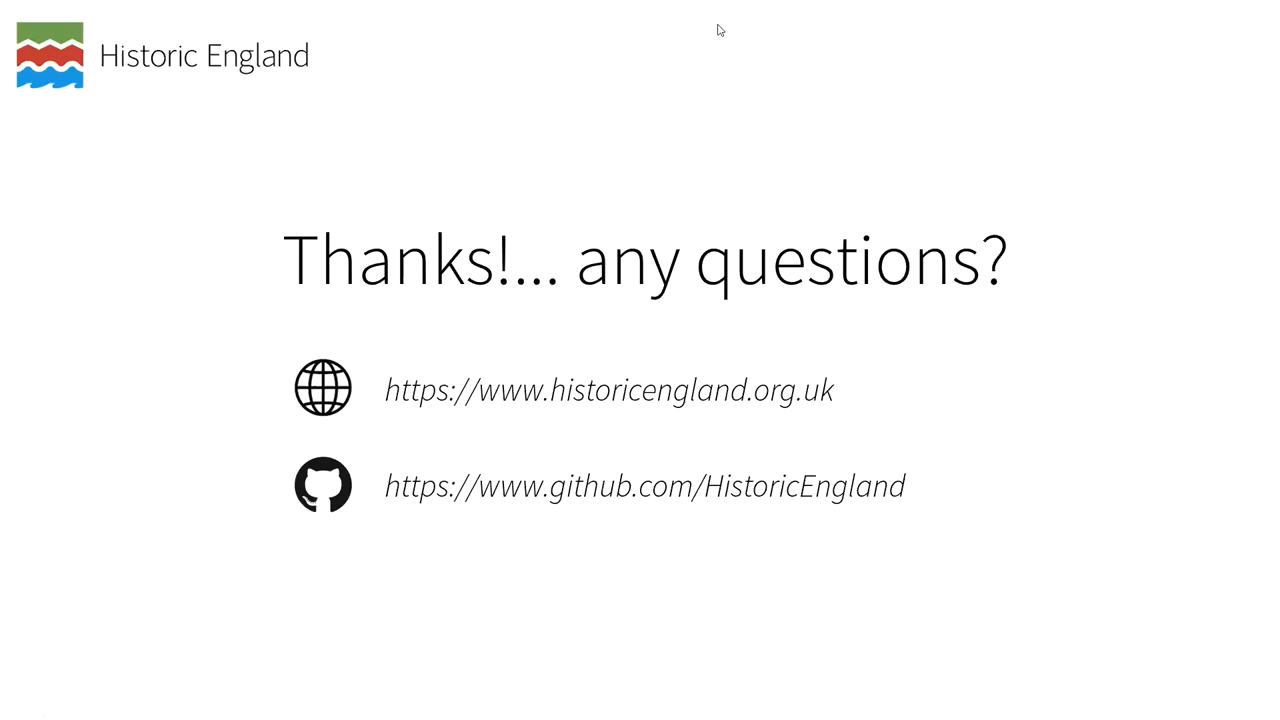 Historic England
Thanks!... any questions?
https://www.historicengland.org.uk
https://www.github.com/HistoricEngland